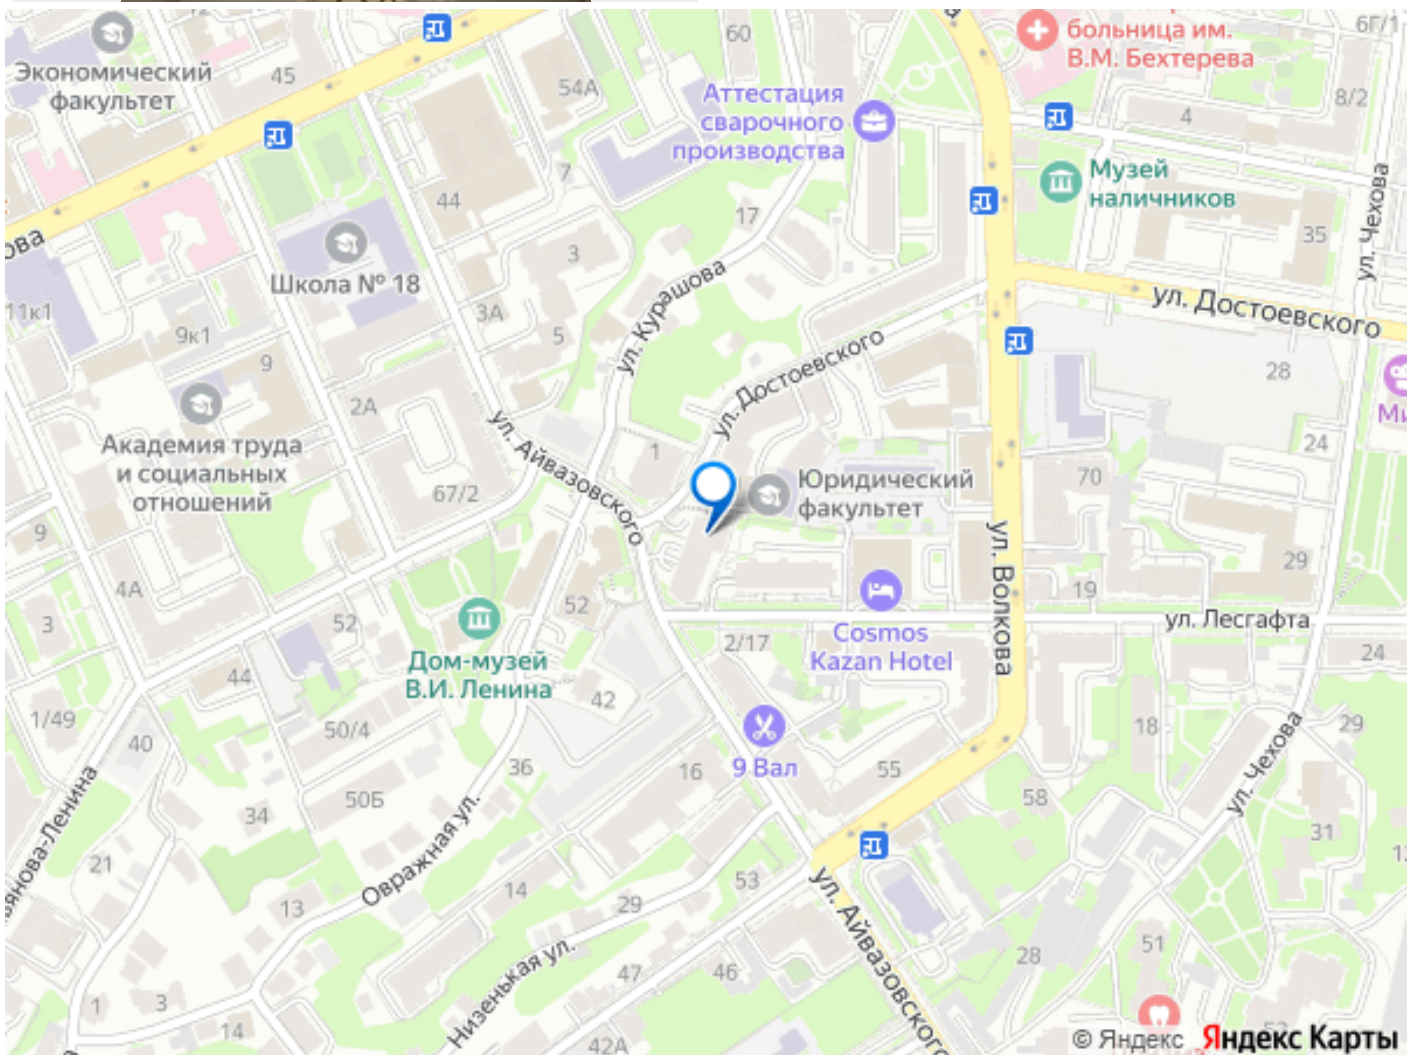 60
больница им.
В.М. Бехтерева
6Г/1
Экономический
факультет
45
54А
Аттестация
сварочного
производства
8/2
4
7
Музей
наличников
ул. Чехова
44
17
35
3
Школа № 18
ул. Курашова
ул. Достоевского
11к1
9к1
3А
5
9
ул. Достоевского
28
2А
ул. Айвазовского
Академия труда
и социальных
отношений
1
24
67/2
70
Юридический
факультет
9
ул. Волкова
29
4А
52
19
3
52
ул. Лесгафта
Cosmos
Kazan Hotel
2/17
24
Дом-музей
В.И. Ленина
44
42
1/49
50/4
40
18
29
36
16
9 Вал
55
ул. Чехова
50Б
34
58
31
21
Овражная ул.
14
53
13
29
ул. Айвазовского
51
Низенькая ул.
47
46
28
1
3
14
42А
© Яндекс Яндекс Карты